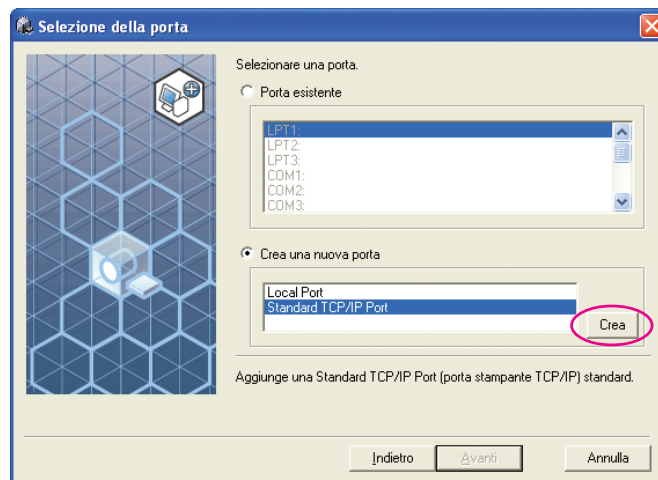 Selezione della porta
Selezionare una porta.
Porta esistente
LPT1:
LPT2:
LPT3:
COM1:
COM2:
COM3:
Crea una nuova porta
Local Port
Standard TCP/IP Port
Crea
Aggiunge una Standard TCP/IP Port (porta stampante TCP/IP) standard.
Indietro
Avanti
Annulla